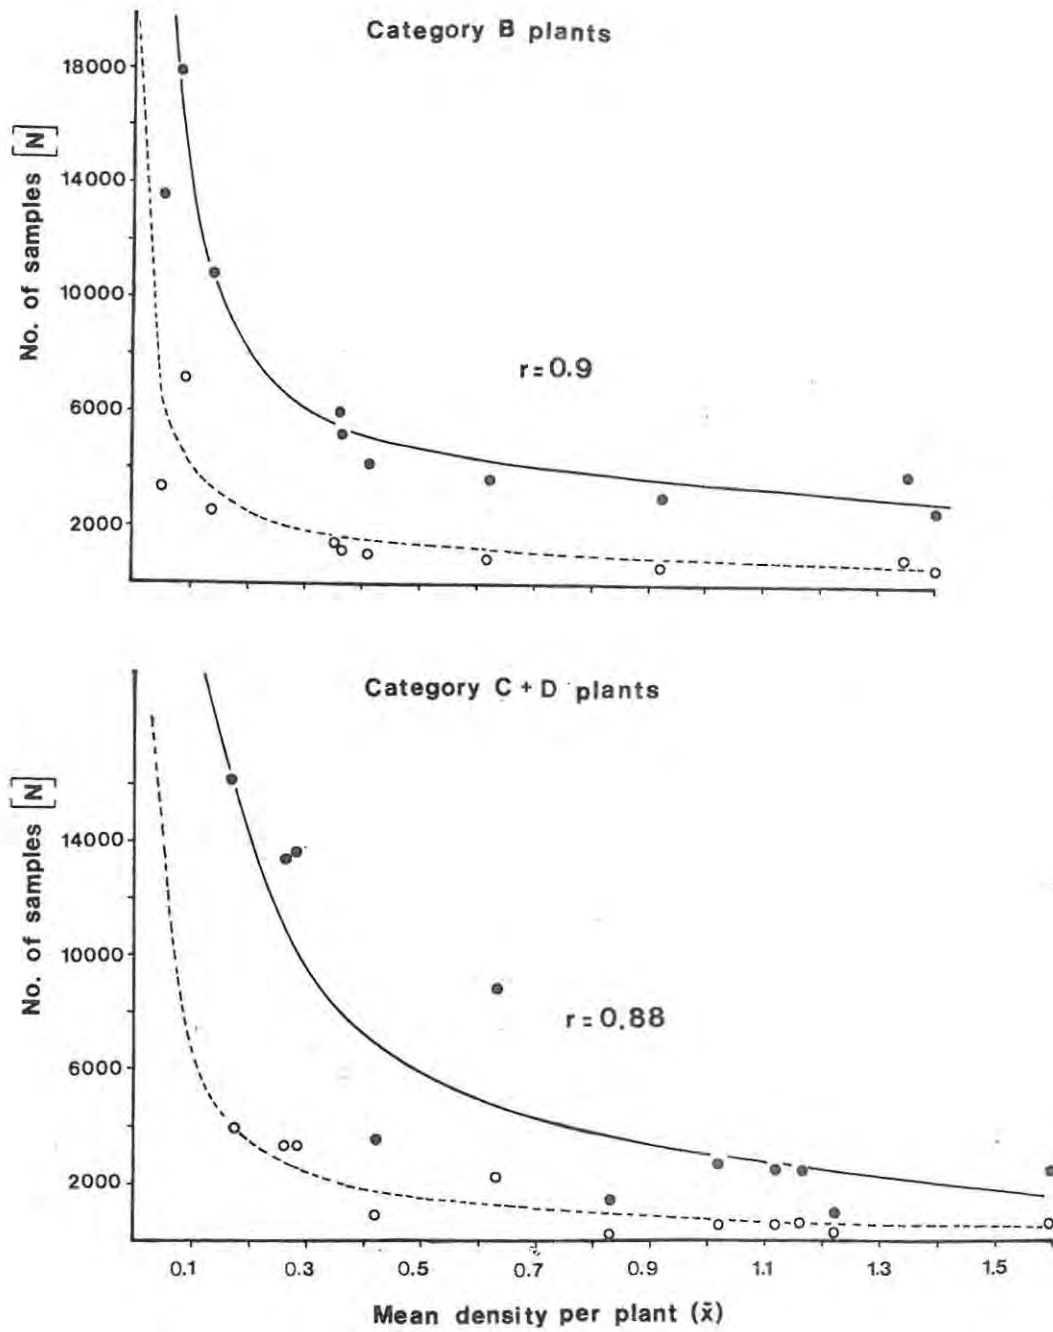 Category B plants
No. of samples [N]
18000
14000
10000
6000
2000
r=0.9
Category C + D plants
No. of samples [N]
14000
10000
6000
2000
r=0.88
0.1 0.3 0.5 0.7 0.9 1.1 1.3 1.5
Mean density per plant (x̄)